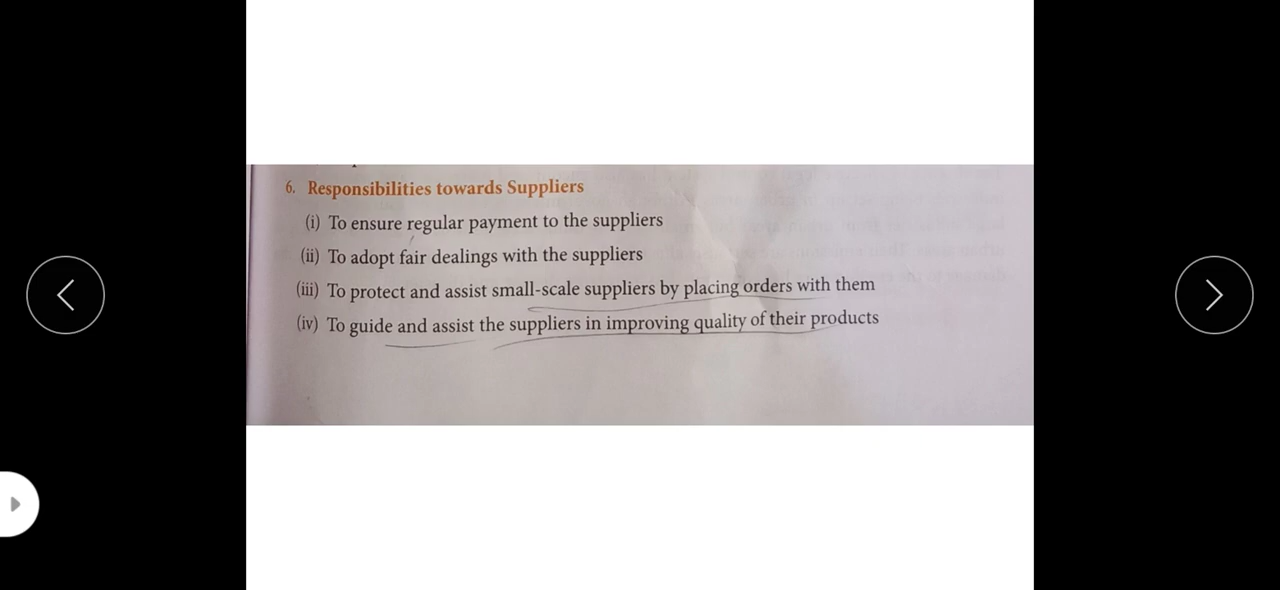 6. Responsibilities towards Suppliers
(i) To ensure regular payment to the suppliers
(ii) To adopt fair dealings with the suppliers
(iii) To protect and assist small-scale suppliers by placing orders with them
(iv) To guide and assist the suppliers in improving quality of their products